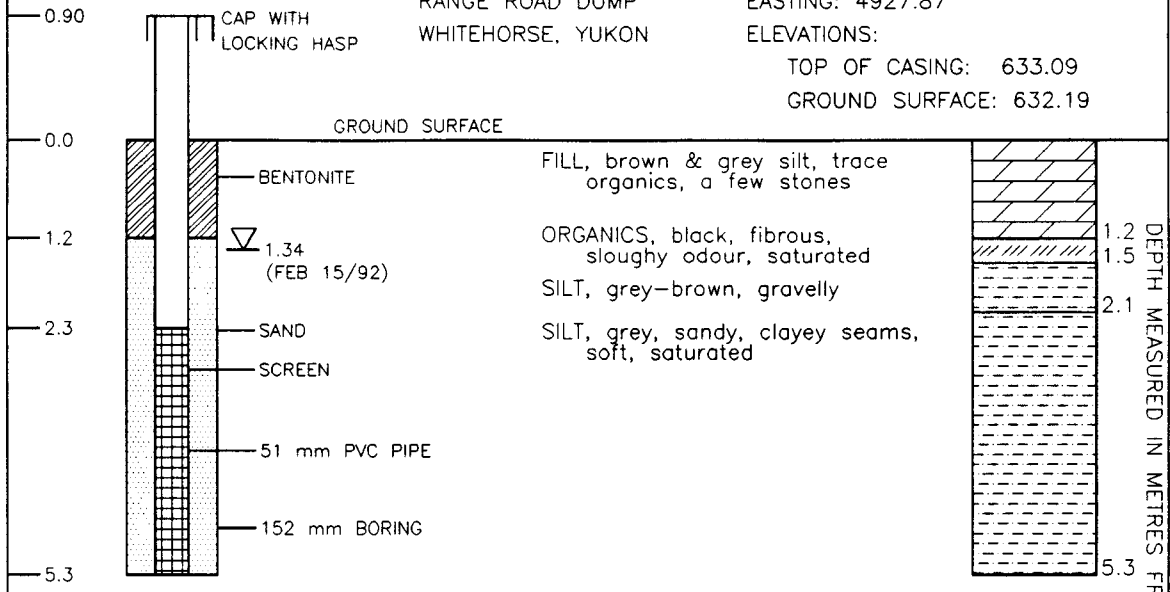 0.90
CAP WITH
LOCKING HASP
RANGE ROAD DUMP
WHITEHORSE, YUKON
EASTING: 4927.87
ELEVATIONS:
TOP OF CASING: 633.09
GROUND SURFACE: 632.19
GROUND SURFACE
0.0
BENTONITE
1.2
1.34
(FEB 15/92)
2.3
SAND
SCREEN
51 mm PVC PIPE
152 mm BORING
5.3
FILL, brown & grey silt, trace
organics, a few stones
ORGANICS, black, fibrous,
sloughy odour, saturated
SILT, grey-brown, gravelly
SILT, grey, sandy, clayey seams,
soft, saturated
1.2
1.5
2.1
5.3
DEPTH MEASURED IN METRES